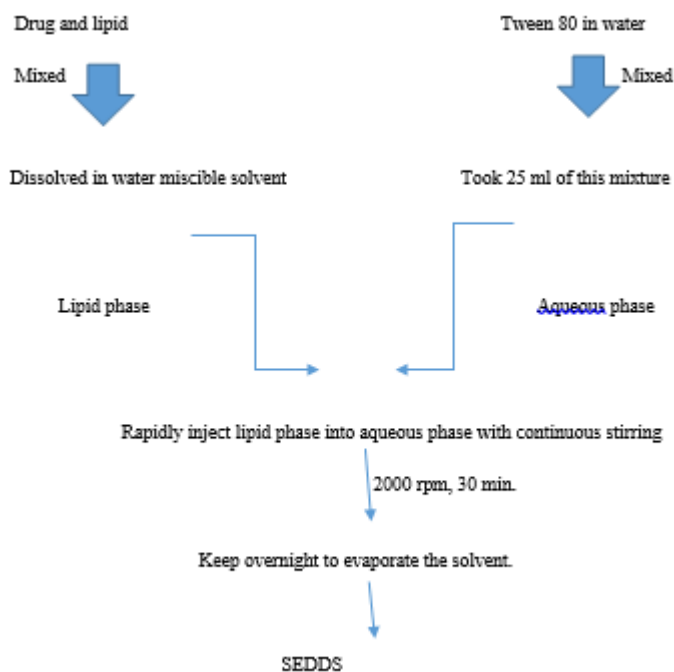 Drug and lipid
Tween 80 in water
Mixed
Mixed
Dissolved in water miscible solvent
Took 25 ml of this mixture
Lipid phase
Aqueous phase
Rapidly inject lipid phase into aqueous phase with continuous stirring
2000 rpm, 30 min.
Keep overnight to evaporate the solvent.
SEDDS